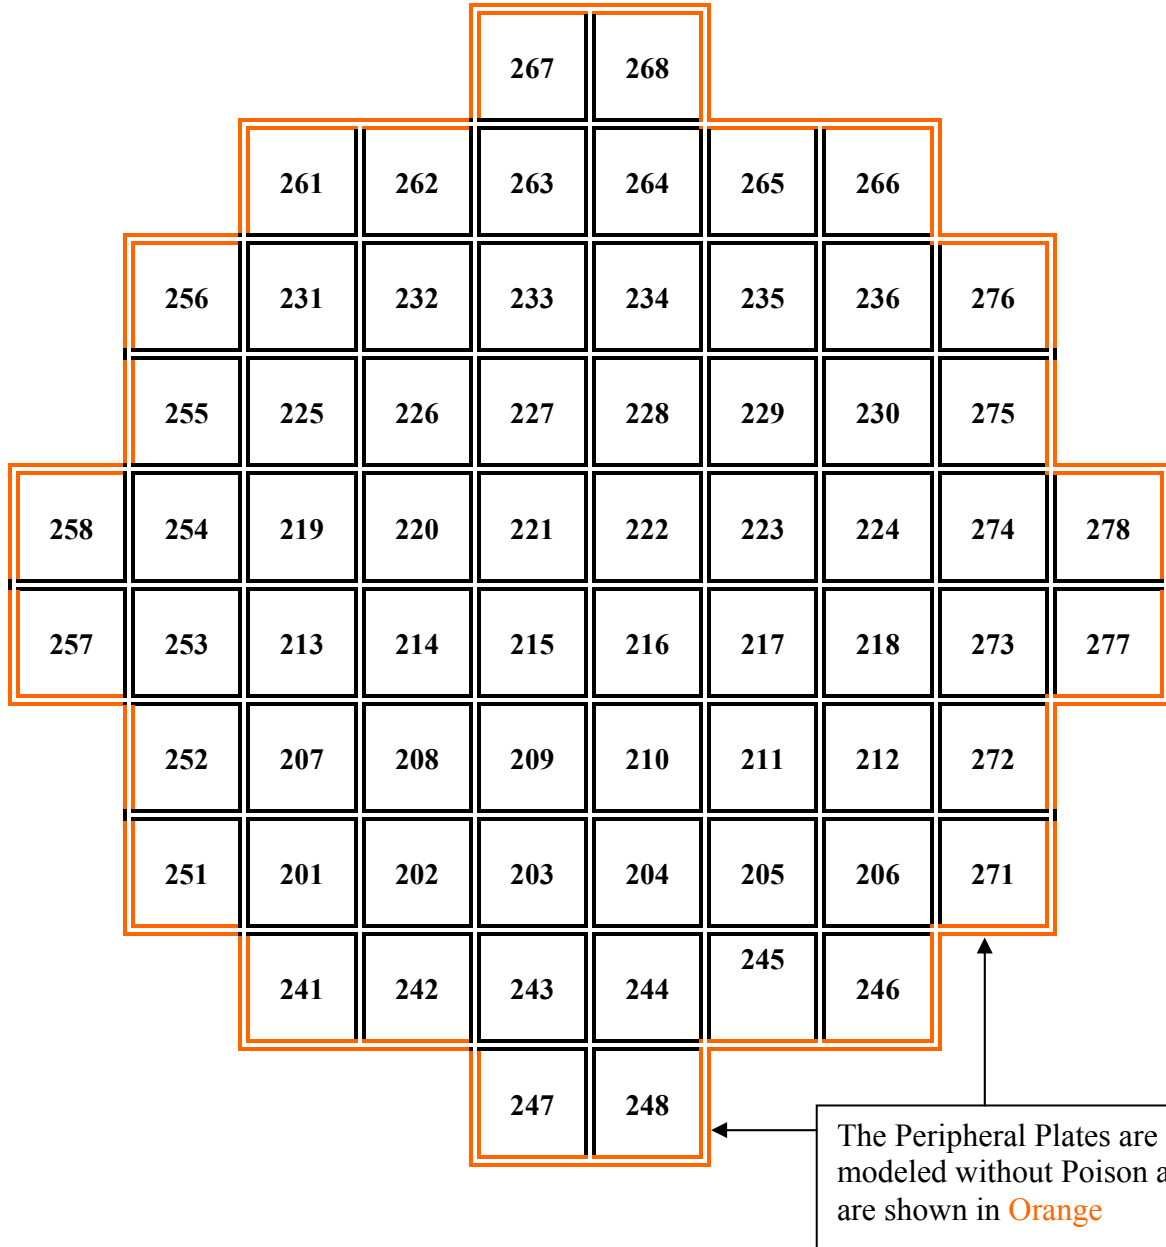 267 268
261 262 263 264 265 266
256 231 232 233 234 235 236 276
255 225 226 227 228 229 230 275
258 254 219 220 221 222 223 224 274 278
257 253 213 214 215 216 217 218 273 277
252 207 208 209 210 211 212 272
251 201 202 203 204 205 206 271
241 242 243 244 245 246
247 248
The Peripheral Plates are
modeled without Poison a
are shown in Orange